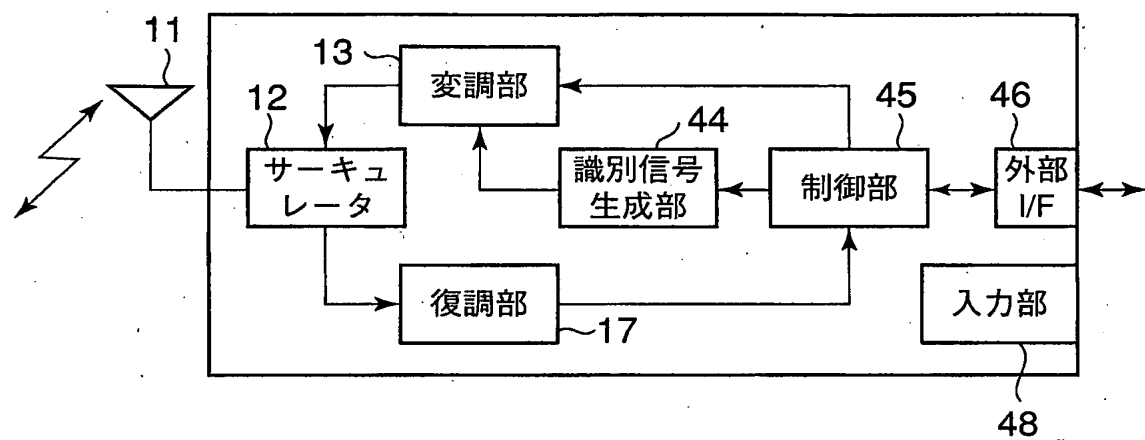 11
13
変調部
12
サーキュ
レータ
44
識別信号
生成部
45
制御部
46
外部
I/F
復調部
17
入力部
48